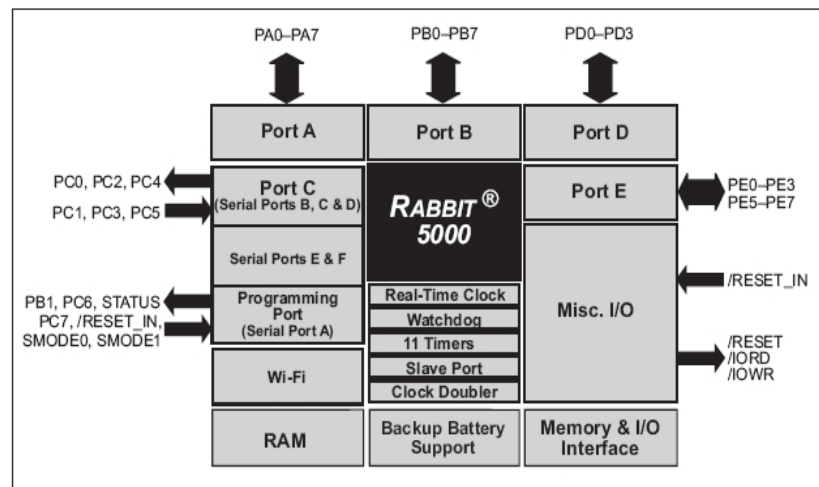 PA0–PA7
PB0–PB7
PD0–PD3
Port A
Port B
Port D
PC0, PC2, PC4
PC1, PC3, PC5
Port C
(Serial Ports B, C & D)
RABBIT ®
5000
Port E
PE0–PE3
PE5–PE7
Serial Ports E & F
PB1, PC6, STATUS
PC7, /RESET_IN,
SMODE0, SMODE1
Programming
Port
(Serial Port A)
Real-Time Clock
Watchdog
11 Timers
Slave Port
Clock Doubler
Misc. I/O
/RESET_IN
/RESET
/IORD
/IOWR
Wi-Fi
RAM
Backup Battery
Support
Memory & I/O
Interface